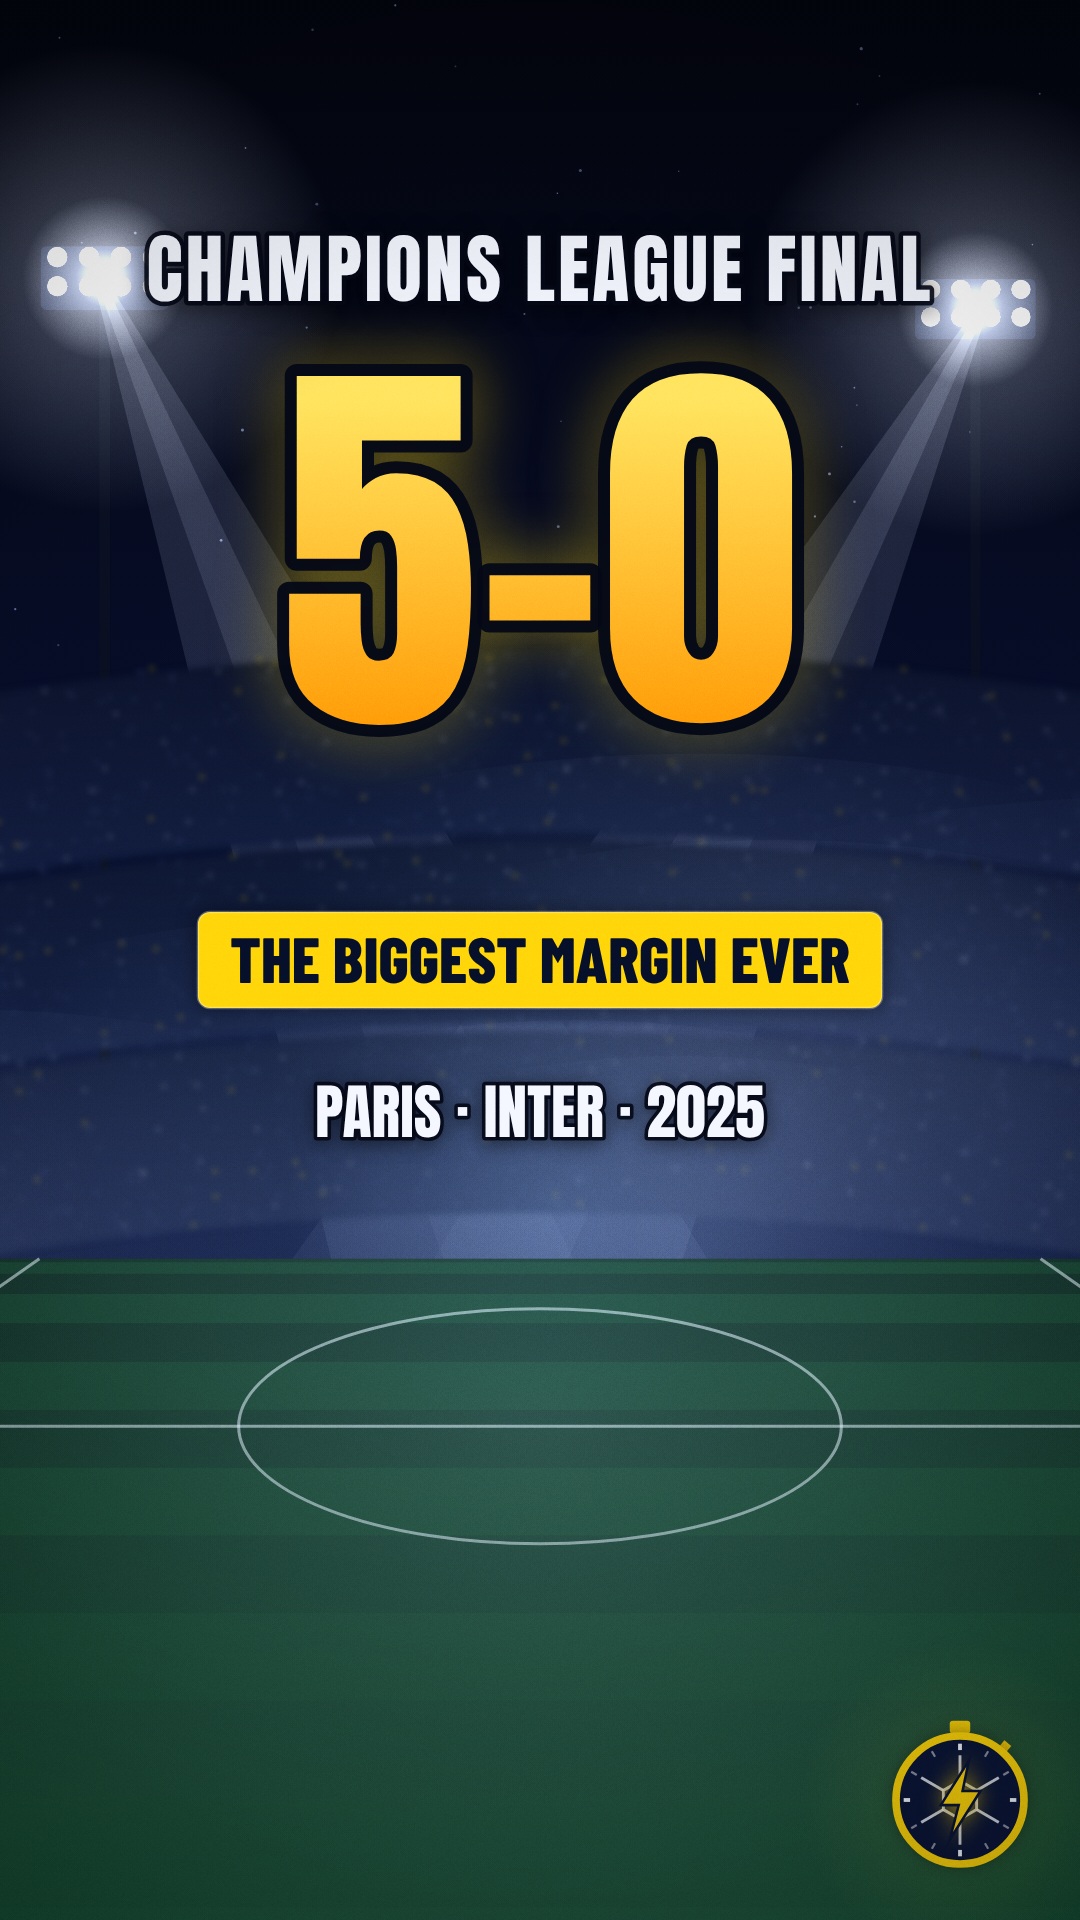 CHAMPIONS LEAGUE FINAL
5-0
THE BIGGEST MARGIN EVER
PARIS · INTER · 2025